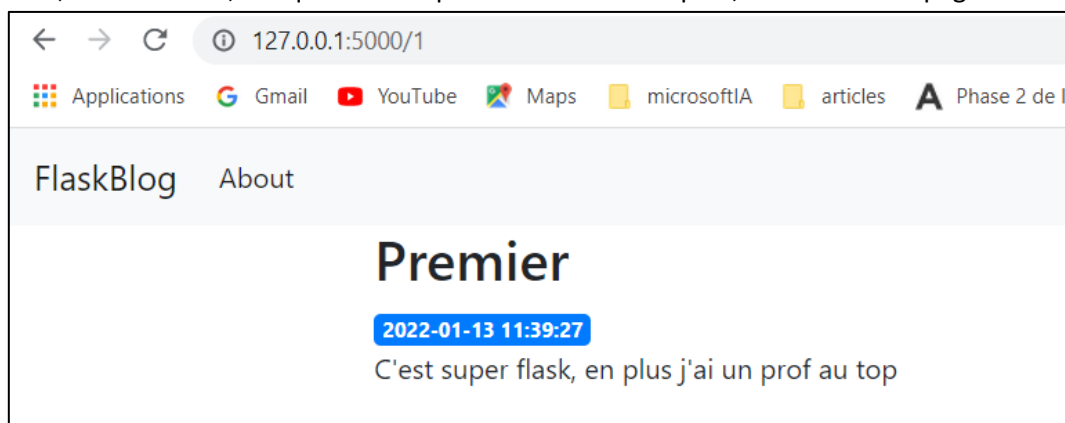 127.0.0.1:5000/1
Applications Gmail YouTube Maps microsoftIA articles Phase 2 de
FlaskBlog About
Premier
2022-01-13 11:39:27
C'est super flask, en plus j'ai un prof au top